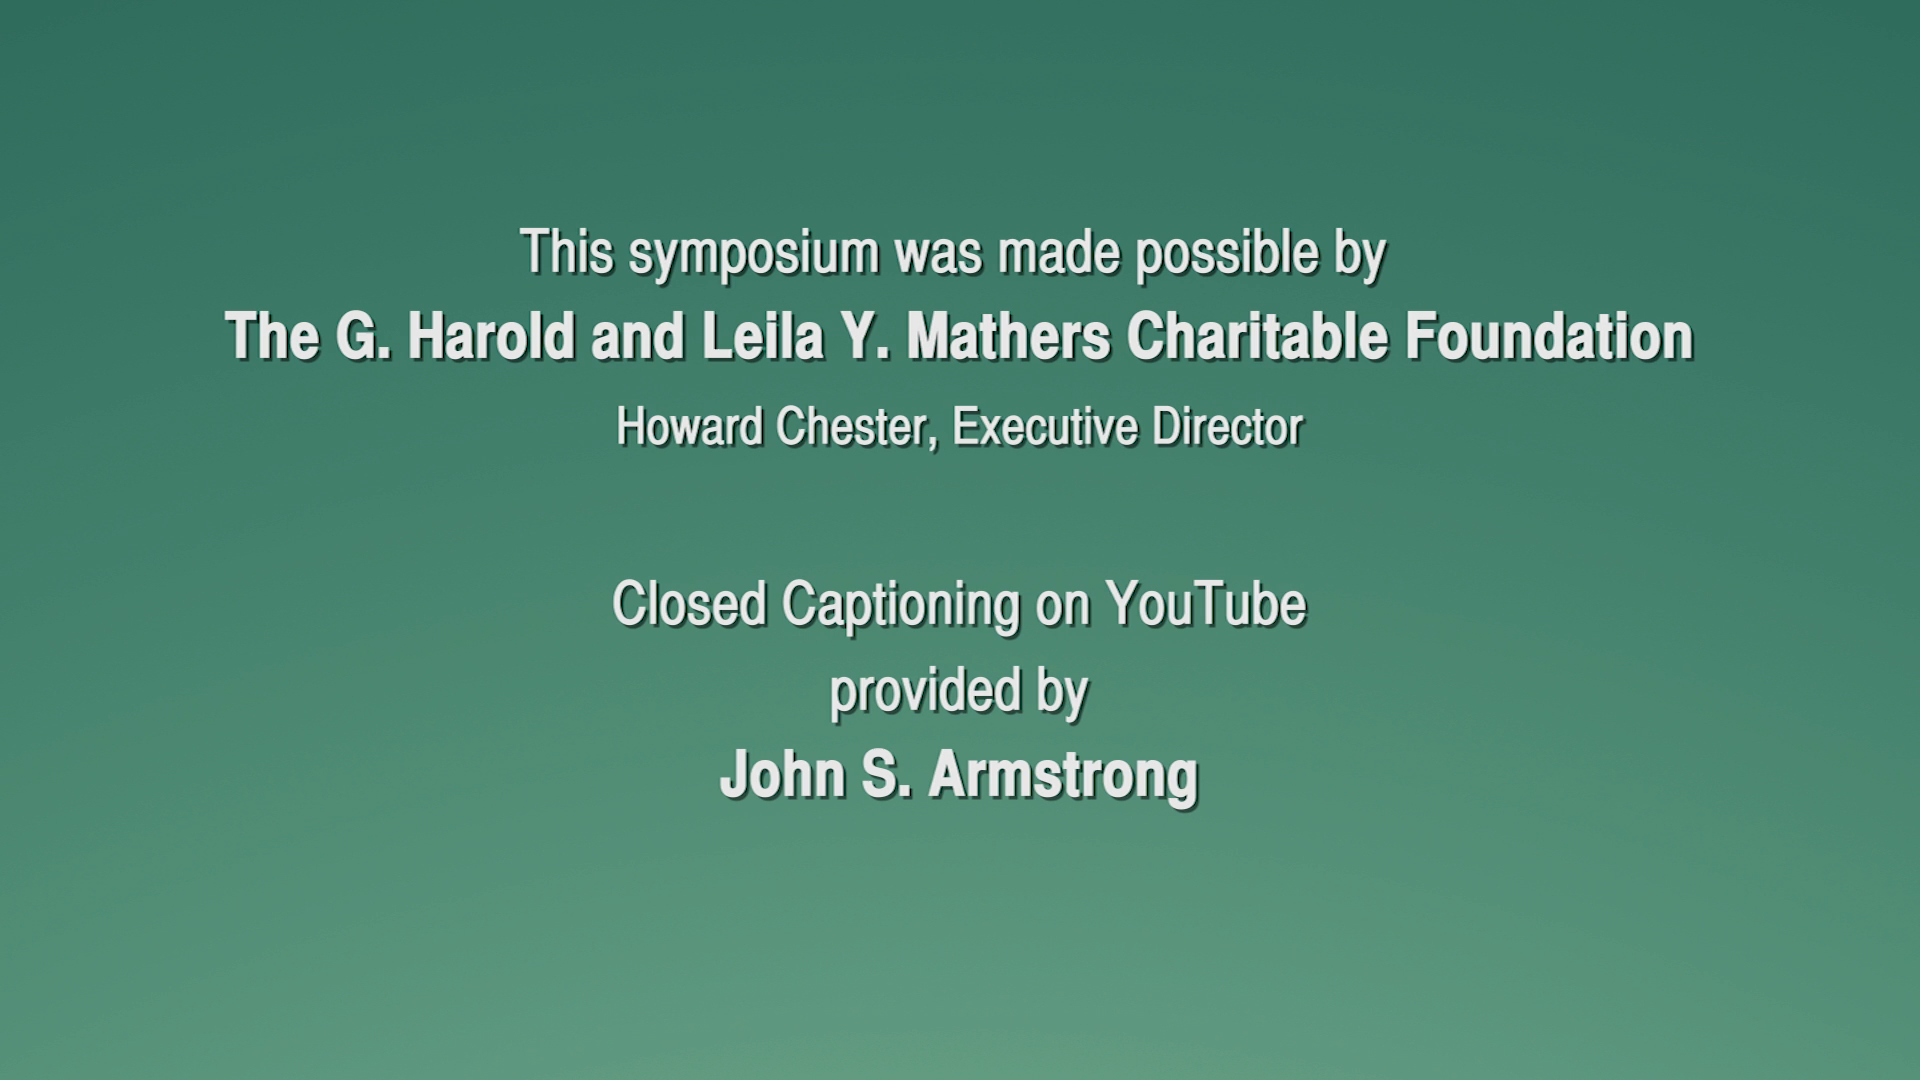 This symposium was made possible by
The G. Harold and Leila Y. Mathers Charitable Foundation
Howard Chester, Executive Director
Closed Captioning on YouTube
provided by
John S. Armstrong